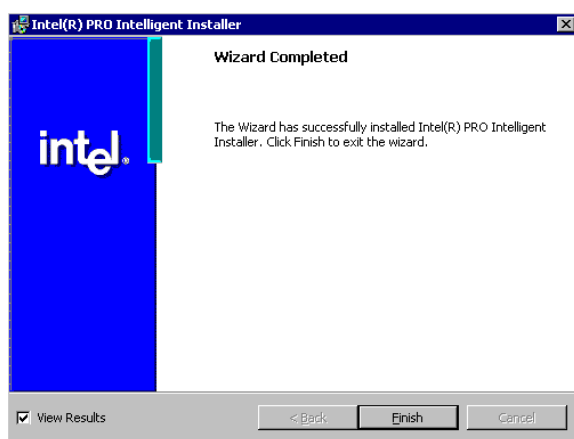 Intel(R) PRO Intelligent Installer
Wizard Completed
The Wizard has successfully installed Intel(R) PRO Intelligent
Installer. Click Finish to exit the wizard.
intel®
View Results
< Back
Finish
Cancel